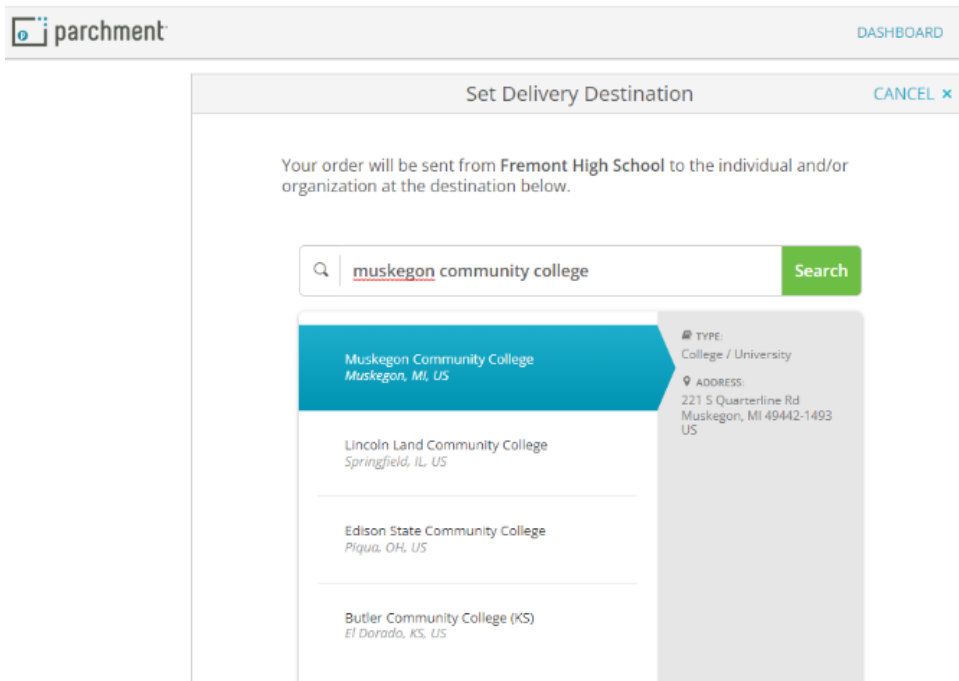 parchment
DASHBOARD
Set Delivery Destination
CANCEL ×
Your order will be sent from Fremont High School to the individual and/or
organization at the destination below.
muskegon community college
Search
Muskegon Community College
Muskegon, MI, US
Lincoln Land Community College
Springfield, IL, US
Edison State Community College
Piqua, OH, US
Butler Community College (KS)
El Dorado, KS, US
TYPE:
College / University
ADDRESS:
221 S Quarterline Rd
Muskegon, MI 49442-1493
US